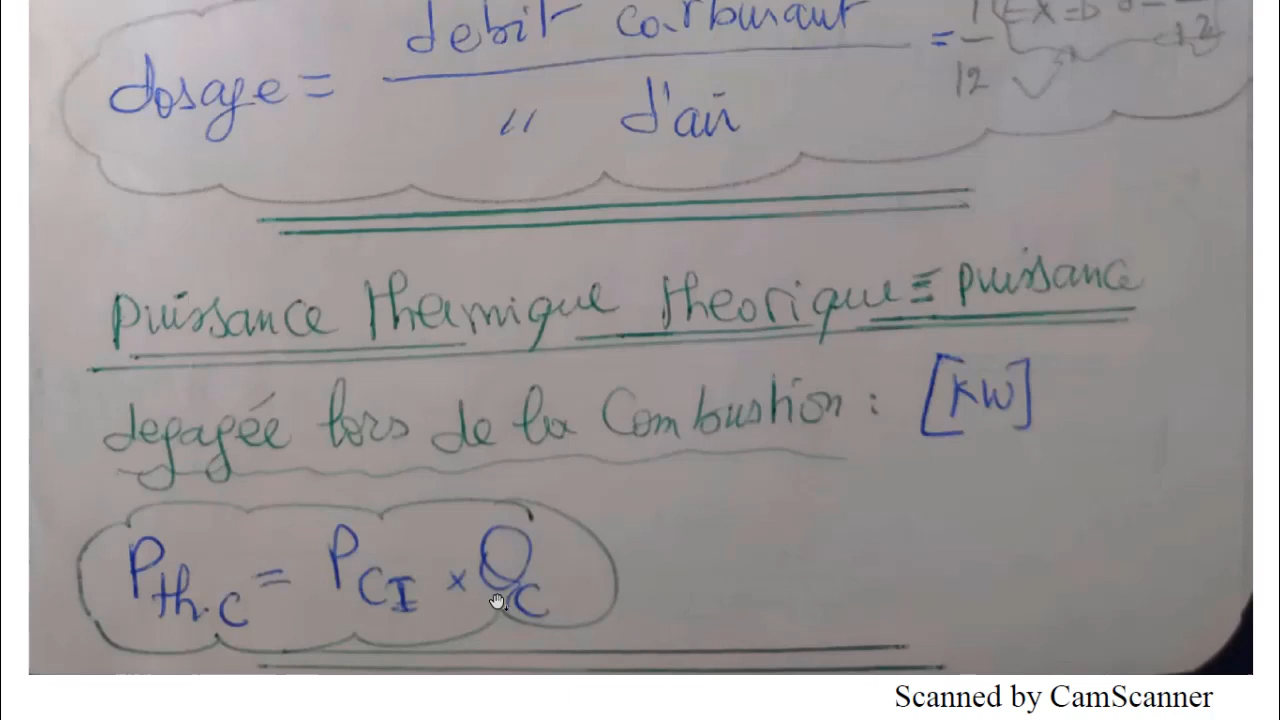 debit carburant
dosage = ———— = 1/12
" d'air
Puissance thermique theorique ≡ puissance
degagée lors de la Combustion : [KW]
P_th.C = P_CI × Q_C
Scanned by CamScanner